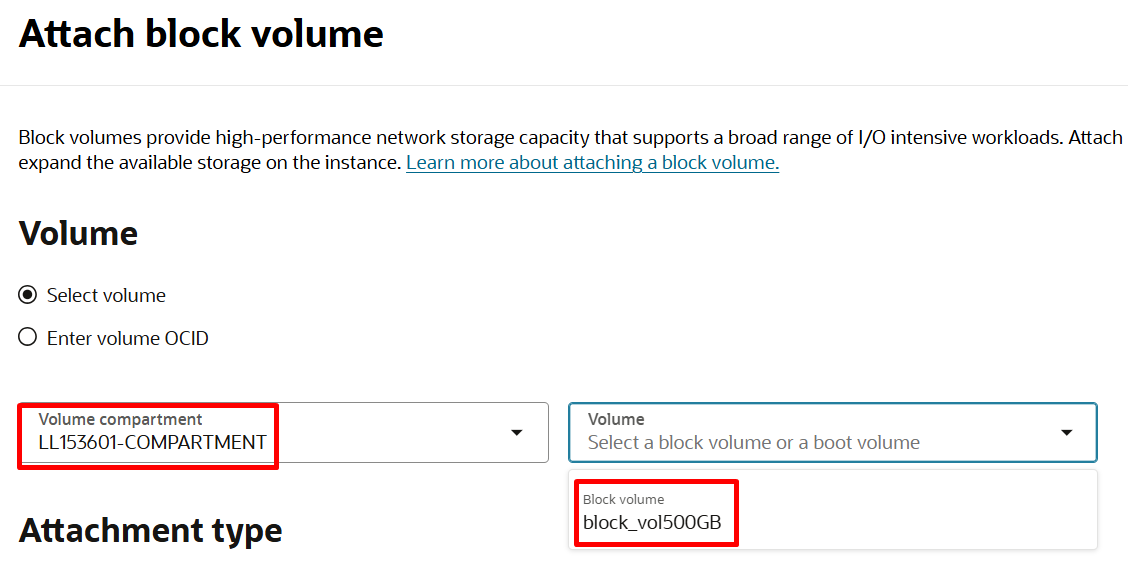 Attach block volume
Block volumes provide high-performance network storage capacity that supports a broad range of I/O intensive workloads. Attach
expand the available storage on the instance. Learn more about attaching a block volume.
Volume
Select volume
Enter volume OCID
Volume compartment
LL153601-COMPARTMENT
Volume
Select a block volume or a boot volume
Block volume
block_vol500GB
Attachment type